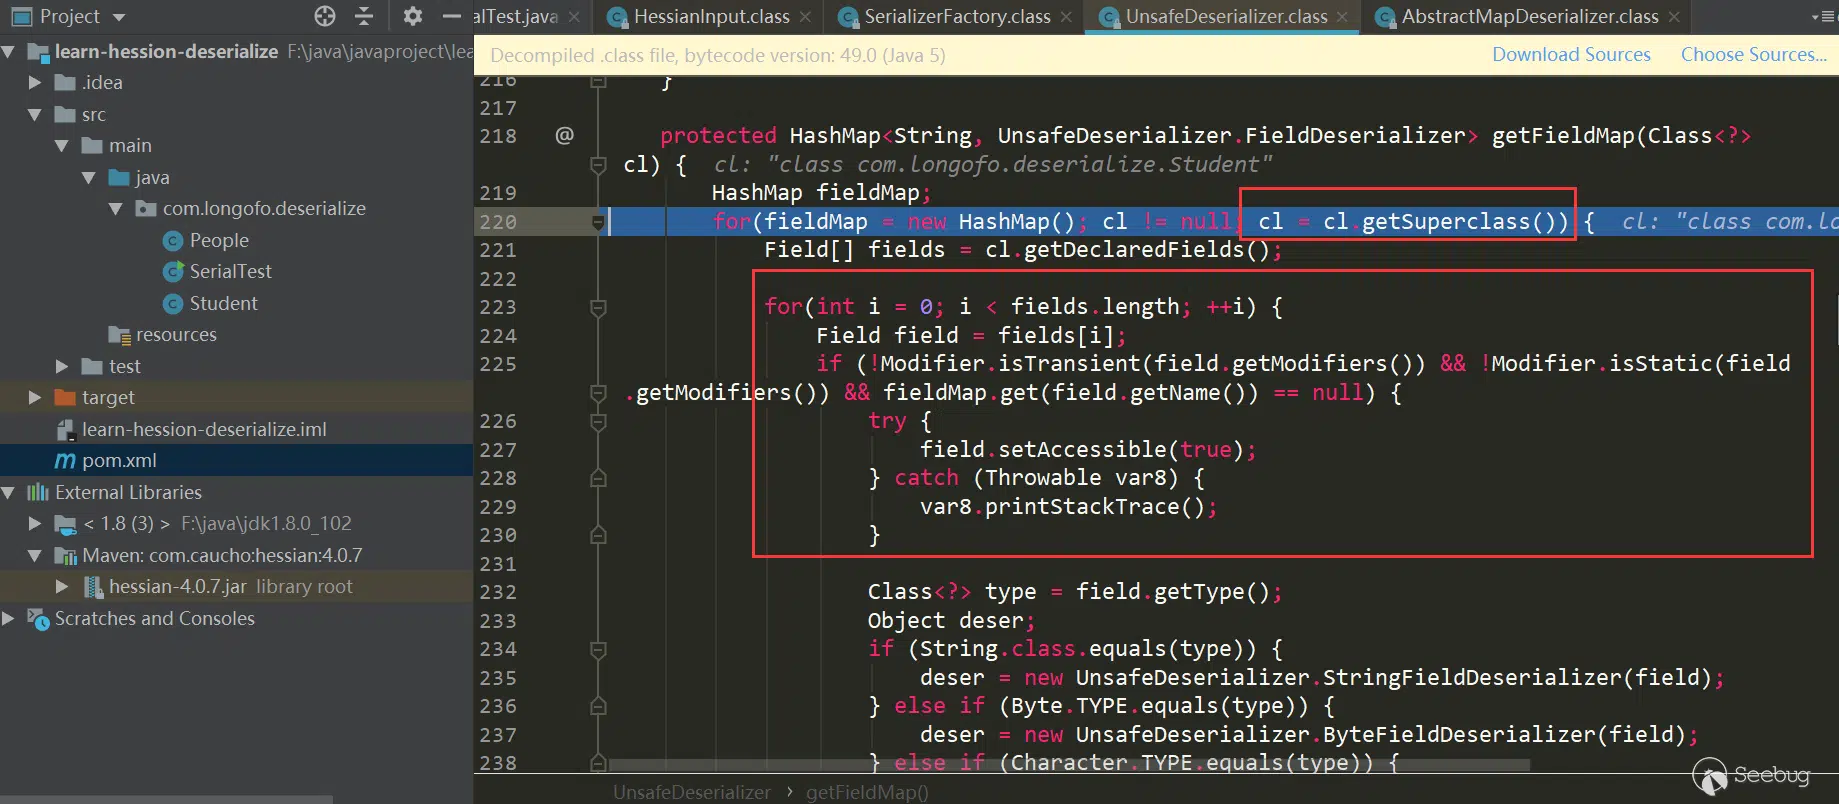 Project
alTest.java
HessianInput.class
SerializerFactory.class
UnsafeDeserializer.class
AbstractMapDeserializer.class
learn-hession-deserialize F:\java\javaproject\lea
.idea
src
main
java
com.longofo.deserialize
People
SerialTest
Student
resources
test
target
learn-hession-deserialize.iml
pom.xml
External Libraries
< 1.8 (3) > F:\java\jdk1.8.0_102
Maven: com.caucho:hessian:4.0.7
hessian-4.0.7.jar library root
Scratches and Consoles
Decompiled .class file, bytecode version: 49.0 (Java 5)
Download Sources
Choose Sources...
216 }
217
218 @ protected HashMap<String, UnsafeDeserializer.FieldDeserializer> getFieldMap(Class<?>
cl) { cl: "class com.longofo.deserialize.Student"
219 HashMap fieldMap;
220 for(fieldMap = new HashMap(); cl != null; cl = cl.getSuperclass()) { cl: "class com.lo
221 Field[] fields = cl.getDeclaredFields();
222
223 for(int i = 0; i < fields.length; ++i) {
224 Field field = fields[i];
225 if (!Modifier.isTransient(field.getModifiers()) && !Modifier.isStatic(field
.getModifiers()) && fieldMap.get(field.getName()) == null) {
226 try {
227 field.setAccessible(true);
228 } catch (Throwable var8) {
229 var8.printStackTrace();
230 }
231
232 Class<?> type = field.getType();
233 Object deser;
234 if (String.class.equals(type)) {
235 deser = new UnsafeDeserializer.StringFieldDeserializer(field);
236 } else if (Byte.TYPE.equals(type)) {
237 deser = new UnsafeDeserializer.ByteFieldDeserializer(field);
238 } else if (Character.TYPE.equals(type)) {
UnsafeDeserializer › getFieldMap()
Seebug